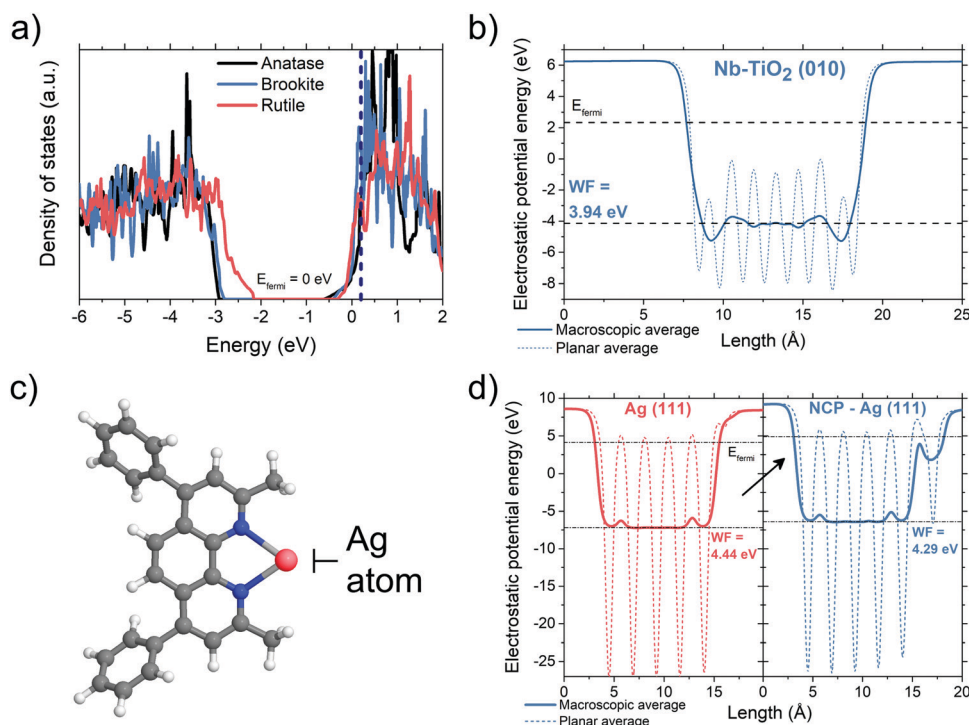 a)
Density of states (a.u.)
Anatase
Brookite
Rutile
E_fermi = 0 eV
-6 -5 -4 -3 -2 -1 0 1 2
Energy (eV)
b)
Electrostatic potential energy (eV)
6
4
2
0
-2
-4
-6
-8
Nb-TiO₂ (010)
E_fermi
WF =
3.94 eV
0 5 10 15 20 25
Macroscopic average
Planar average
Length (Å)
c)
Ag
atom
d)
Electrostatic potential energy (eV)
10
5
0
-5
-10
-15
-20
-25
Ag (111)
E_fermi
WF =
4.44 eV
NCP - Ag (111)
WF =
4.29 eV
0 5 10 15 0 5 10 15 20
Macroscopic average
Planar average
Length (Å)